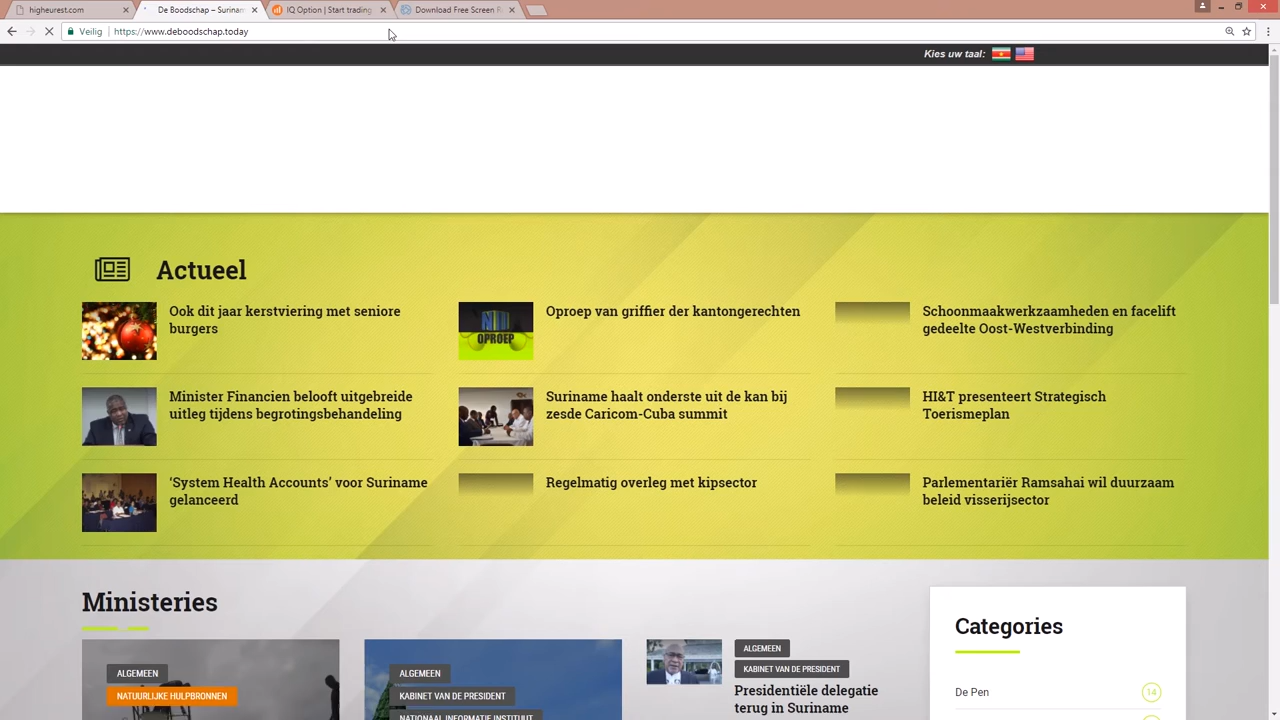 higheurest.com
De Boodschap – Surinam
IQ Option | Start trading
Download Free Screen R
Veilig
https://www.deboodschap.today
Kies uw taal:
Actueel
Ook dit jaar kerstviering met seniore
burgers
Oproep van griffier der kantongerechten
OPROEP
Schoonmaakwerkzaamheden en facelift
gedeelte Oost-Westverbinding
Minister Financien belooft uitgebreide
uitleg tijdens begrotingsbehandeling
Suriname haalt onderste uit de kan bij
zesde Caricom-Cuba summit
HI&T presenteert Strategisch
Toerismeplan
‘System Health Accounts’ voor Suriname
gelanceerd
Regelmatig overleg met kipsector
Parlementariër Ramsahai wil duurzaam
beleid visserijsector
Ministeries
ALGEMEEN
NATUURLIJKE HULPBRONNEN
ALGEMEEN
KABINET VAN DE PRESIDENT
NATIONAAL INFORMATIE INSTITUUT
ALGEMEEN
KABINET VAN DE PRESIDENT
Presidentiële delegatie
terug in Suriname
Categories
De Pen
14